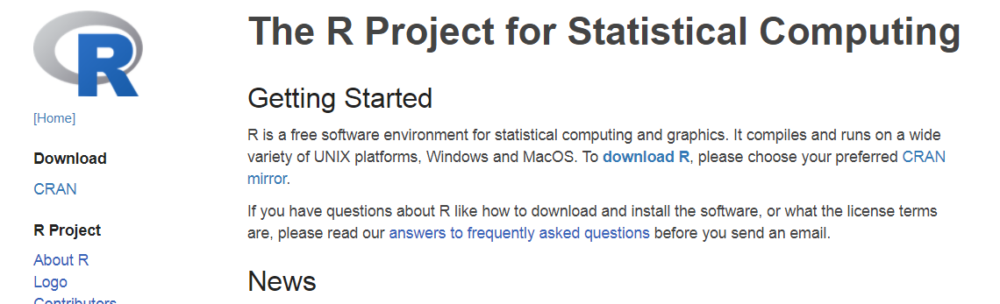 R
The R Project for Statistical Computing
[Home]
Download
CRAN
R Project
About R
Logo
Contributors
Getting Started
R is a free software environment for statistical computing and graphics. It compiles and runs on a wide
variety of UNIX platforms, Windows and MacOS. To download R, please choose your preferred CRAN
mirror.
If you have questions about R like how to download and install the software, or what the license terms
are, please read our answers to frequently asked questions before you send an email.
News